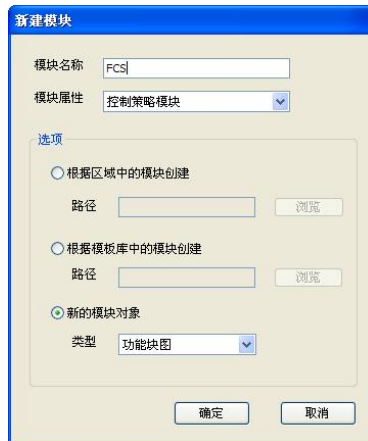 新建模块
模块名称 FCS
模块属性 控制策略模块
选项
根据区域中的模块创建
路径 浏览
根据模板库中的模块创建
路径 浏览
新的模块对象
类型 功能块图
确定 取消